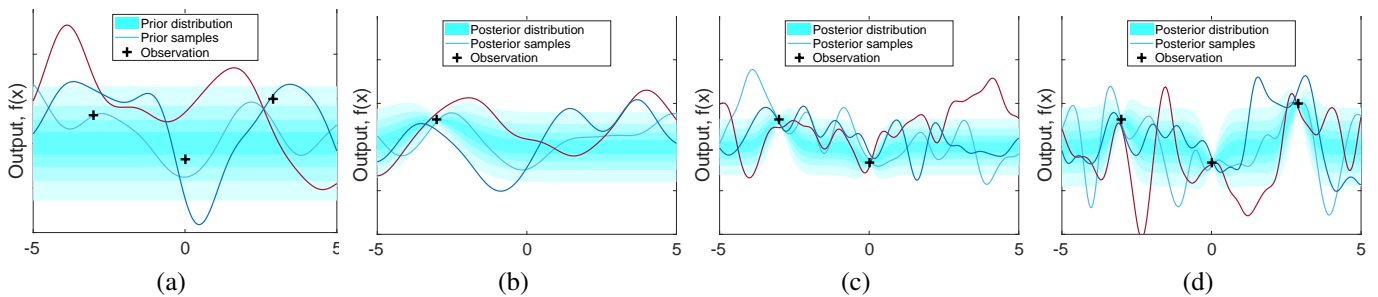 Prior distribution
Prior samples
Observation
Output, f(x)
-5 0 5
(a)
Posterior distribution
Posterior samples
Observation
Output, f(x)
-5 0 5
(b)
Posterior distribution
Posterior samples
Observation
Output, f(x)
-5 0 5
(c)
Posterior distribution
Posterior samples
Observation
Output, f(x)
-5 0 5
(d)